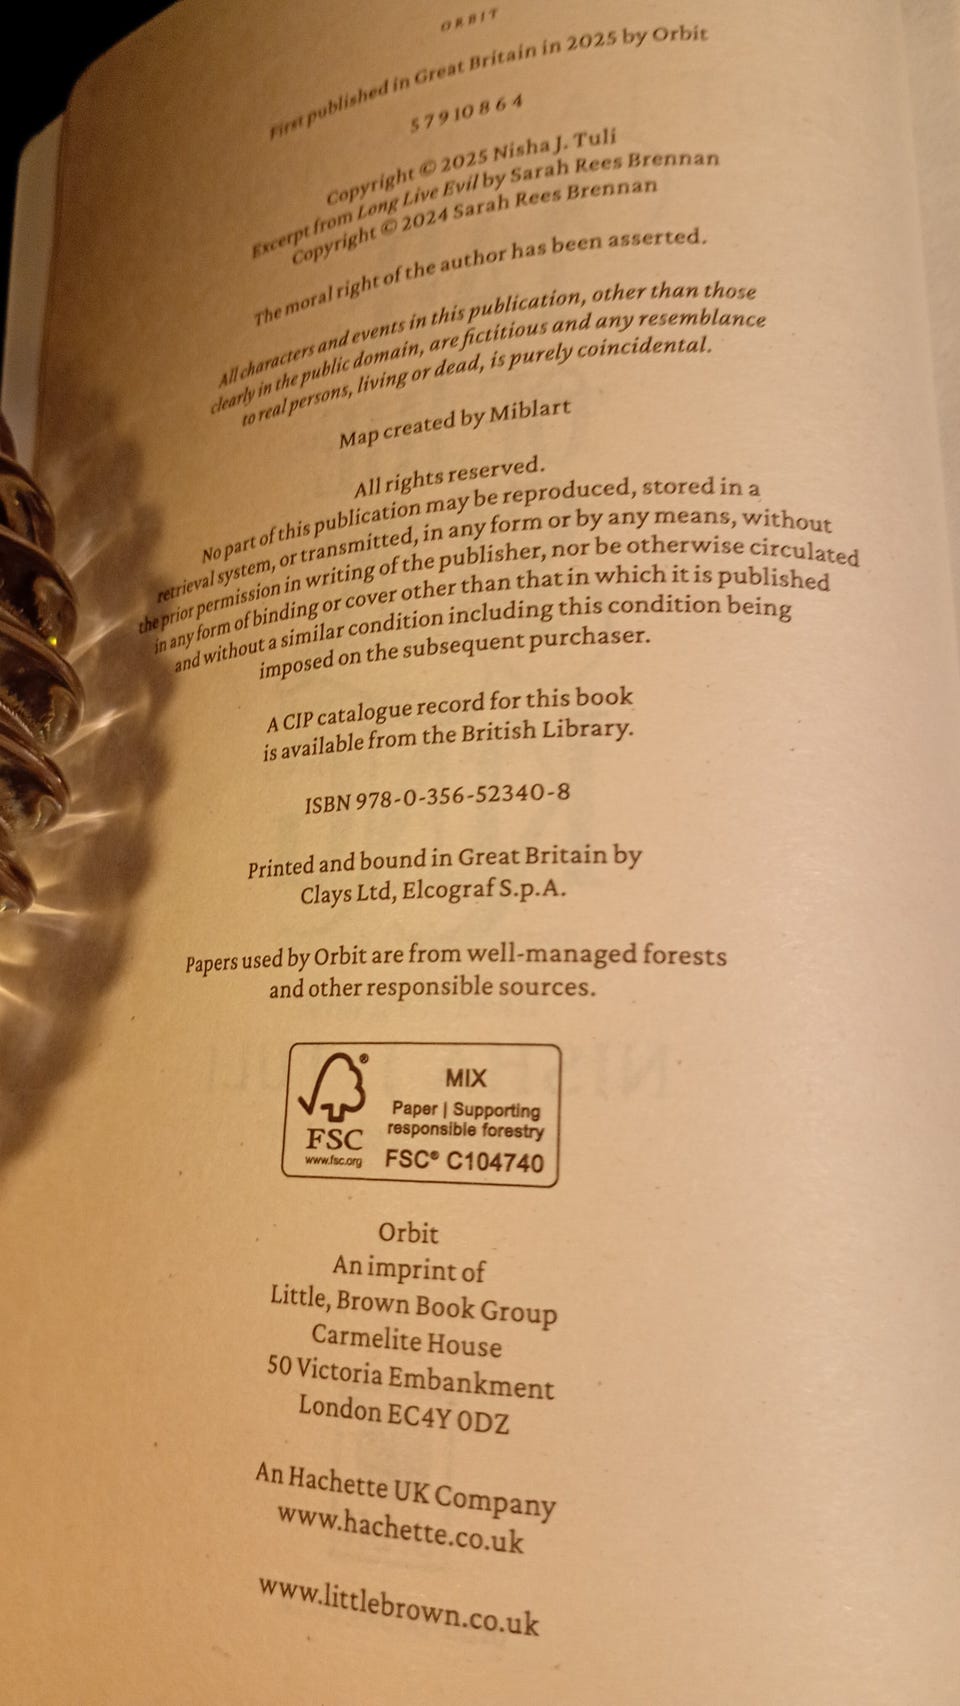 ORBIT
First published in Great Britain in 2025 by Orbit
5 7 9 10 8 6 4
Copyright © 2025 Nisha J. Tuli
Excerpt from Long Live Evil by Sarah Rees Brennan
Copyright © 2024 Sarah Rees Brennan
The moral right of the author has been asserted.
All characters and events in this publication, other than those
clearly in the public domain, are fictitious and any resemblance
to real persons, living or dead, is purely coincidental.
Map created by Miblart
All rights reserved.
No part of this publication may be reproduced, stored in a
retrieval system, or transmitted, in any form or by any means, without
the prior permission in writing of the publisher, nor be otherwise circulated
in any form of binding or cover other than that in which it is published
and without a similar condition including this condition being
imposed on the subsequent purchaser.
A CIP catalogue record for this book
is available from the British Library.
ISBN 978-0-356-52340-8
Printed and bound in Great Britain by
Clays Ltd, Elcograf S.p.A.
Papers used by Orbit are from well-managed forests
and other responsible sources.
FSC
www.fsc.org
MIX
Paper | Supporting
responsible forestry
FSC® C104740
Orbit
An imprint of
Little, Brown Book Group
Carmelite House
50 Victoria Embankment
London EC4Y 0DZ
An Hachette UK Company
www.hachette.co.uk
www.littlebrown.co.uk